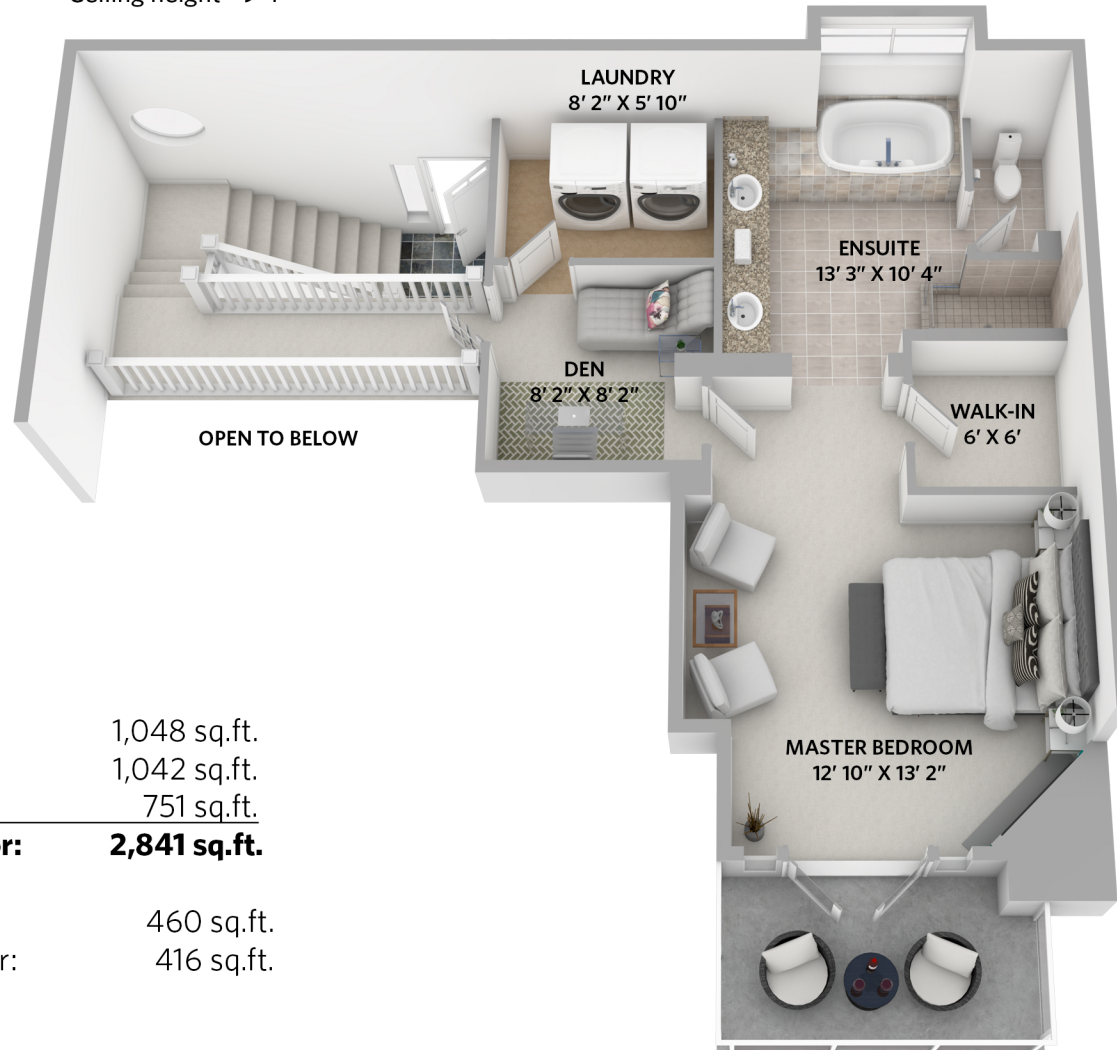 LAUNDRY
8' 2" X 5' 10"
ENSUITE
13' 3" X 10' 4"
DEN
8' 2" X 8' 2"
WALK-IN
6' X 6'
OPEN TO BELOW
MASTER BEDROOM
12' 10" X 13' 2"
1,048 sq.ft.
1,042 sq.ft.
751 sq.ft.
2,841 sq.ft.
460 sq.ft.
416 sq.ft.